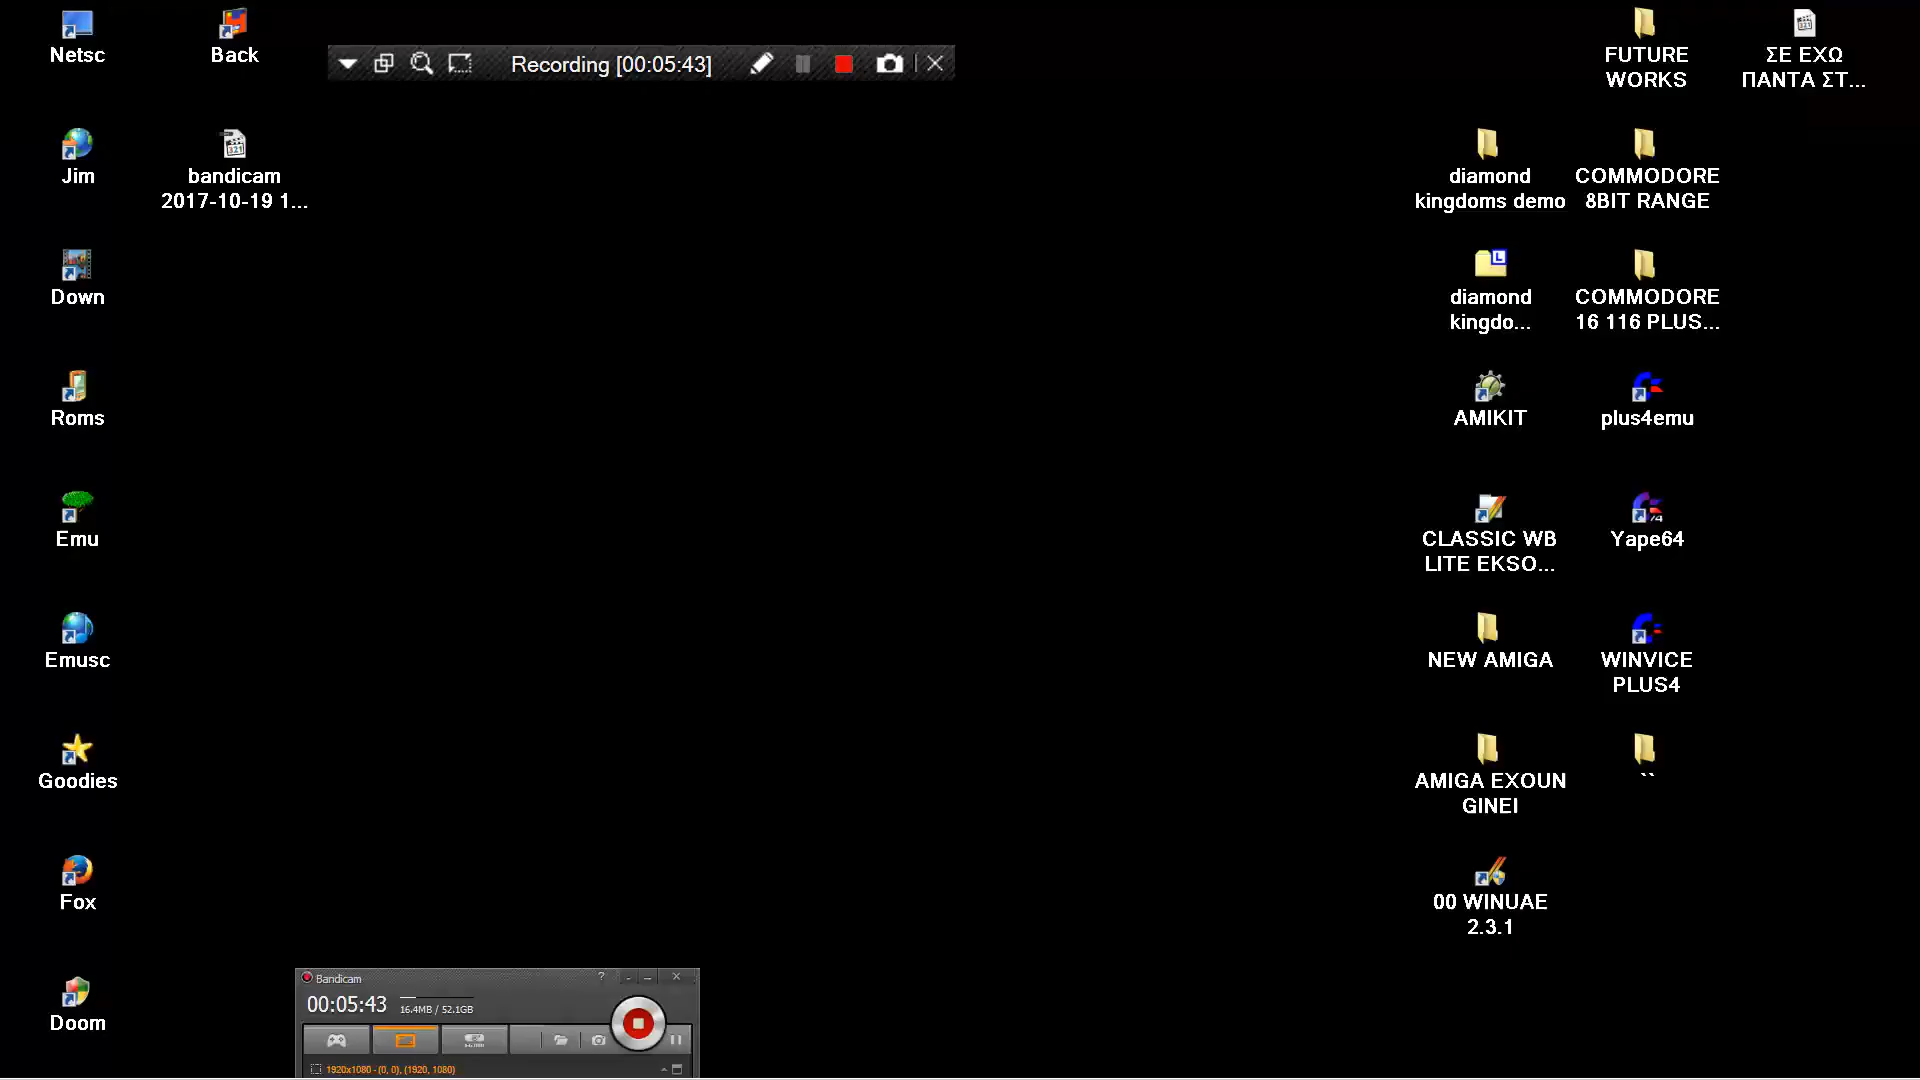 Netsc
Back
Recording [00:05:43]
FUTURE
WORKS
ΣΕ ΕΧΩ
ΠΑΝΤΑ ΣΤ...
Jim
bandicam
2017-10-19 1...
diamond
kingdoms demo
COMMODORE
8BIT RANGE
Down
diamond
kingdo...
COMMODORE
16 116 PLUS...
Roms
AMIKIT
plus4emu
Emu
CLASSIC WB
LITE EKSO...
Yape64
Emusc
NEW AMIGA
WINVICE
PLUS4
Goodies
AMIGA EXOUN
GINEI
``
Fox
00 WINUAE
2.3.1
Doom
Bandicam
00:05:43
16.4MB / 52.1GB
1920x1080 - (0, 0), (1920, 1080)